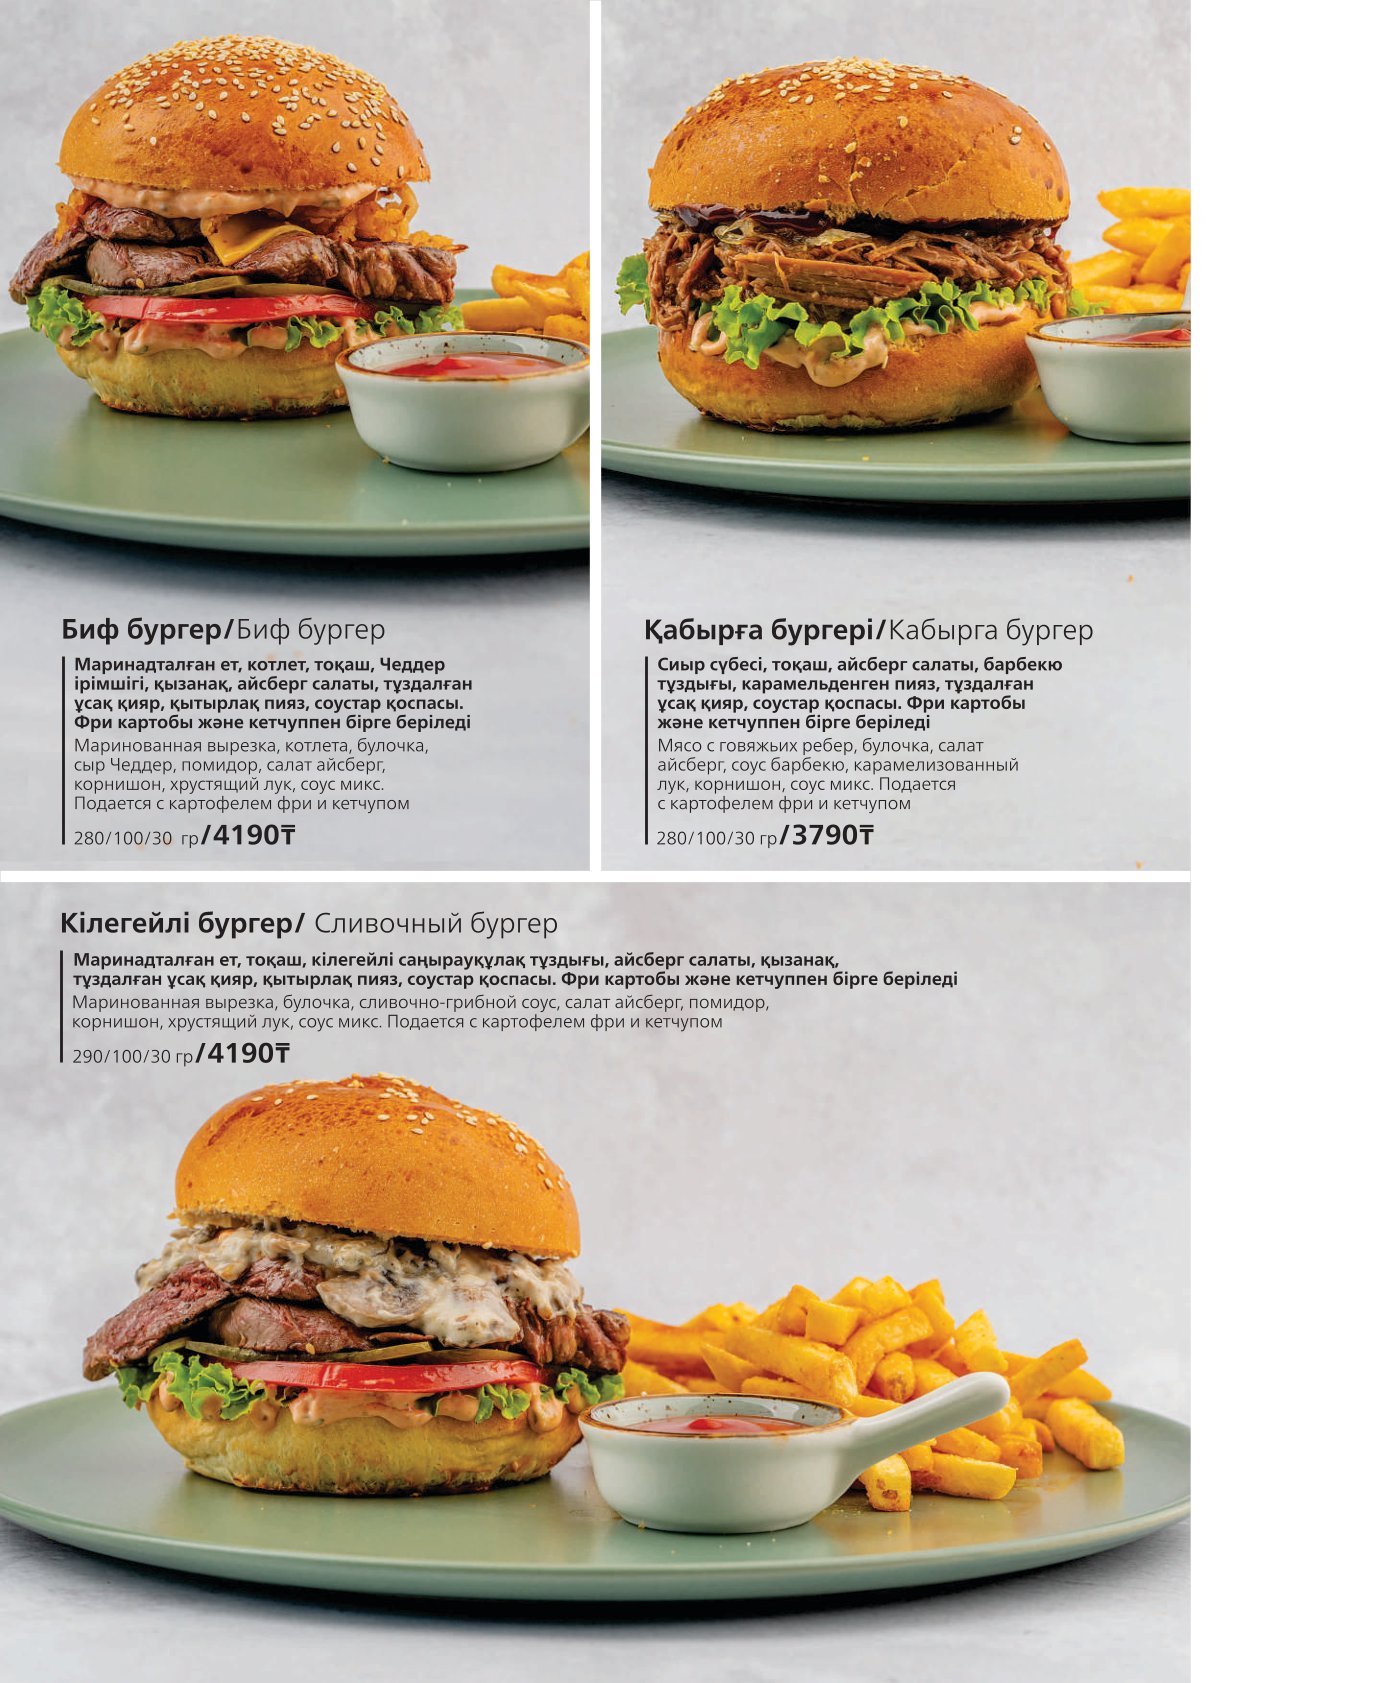 Биф бургер/Биф бургер
Маринадталған ет, котлет, тоқаш, Чеддер
ірімшігі, қызанақ, айсберг салаты, тұздалған
ұсақ қияр, қытырлақ пияз, соустар қоспасы.
Фри картобы және кетчуппен бірге беріледі
Маринованная вырезка, котлета, булочка,
сыр Чеддер, помидор, салат айсберг,
корнишон, хрустящий лук, соус микс.
Подается с картофелем фри и кетчупом
280/100/30 гр/4190₸
Қабырға бургері/Кабырга бургер
Сиыр сүбесі, тоқаш, айсберг салаты, барбекю
тұздығы, карамельденген пияз, тұздалған
ұсақ қияр, соустар қоспасы. Фри картобы
және кетчуппен бірге беріледі
Мясо с говяжьих ребер, булочка, салат
айсберг, соус барбекю, карамелизованный
лук, корнишон, соус микс. Подается
с картофелем фри и кетчупом
280/100/30 гр/3790₸
Кілегейлі бургер/ Сливочный бургер
Маринадталған ет, тоқаш, кілегейлі саңырауқұлақ тұздығы, айсберг салаты, қызанақ,
тұздалған ұсақ қияр, қытырлақ пияз, соустар қоспасы. Фри картобы және кетчуппен бірге беріледі
Маринованная вырезка, булочка, сливочно-грибной соус, салат айсберг, помидор,
корнишон, хрустящий лук, соус микс. Подается с картофелем фри и кетчупом
290/100/30 гр/4190₸